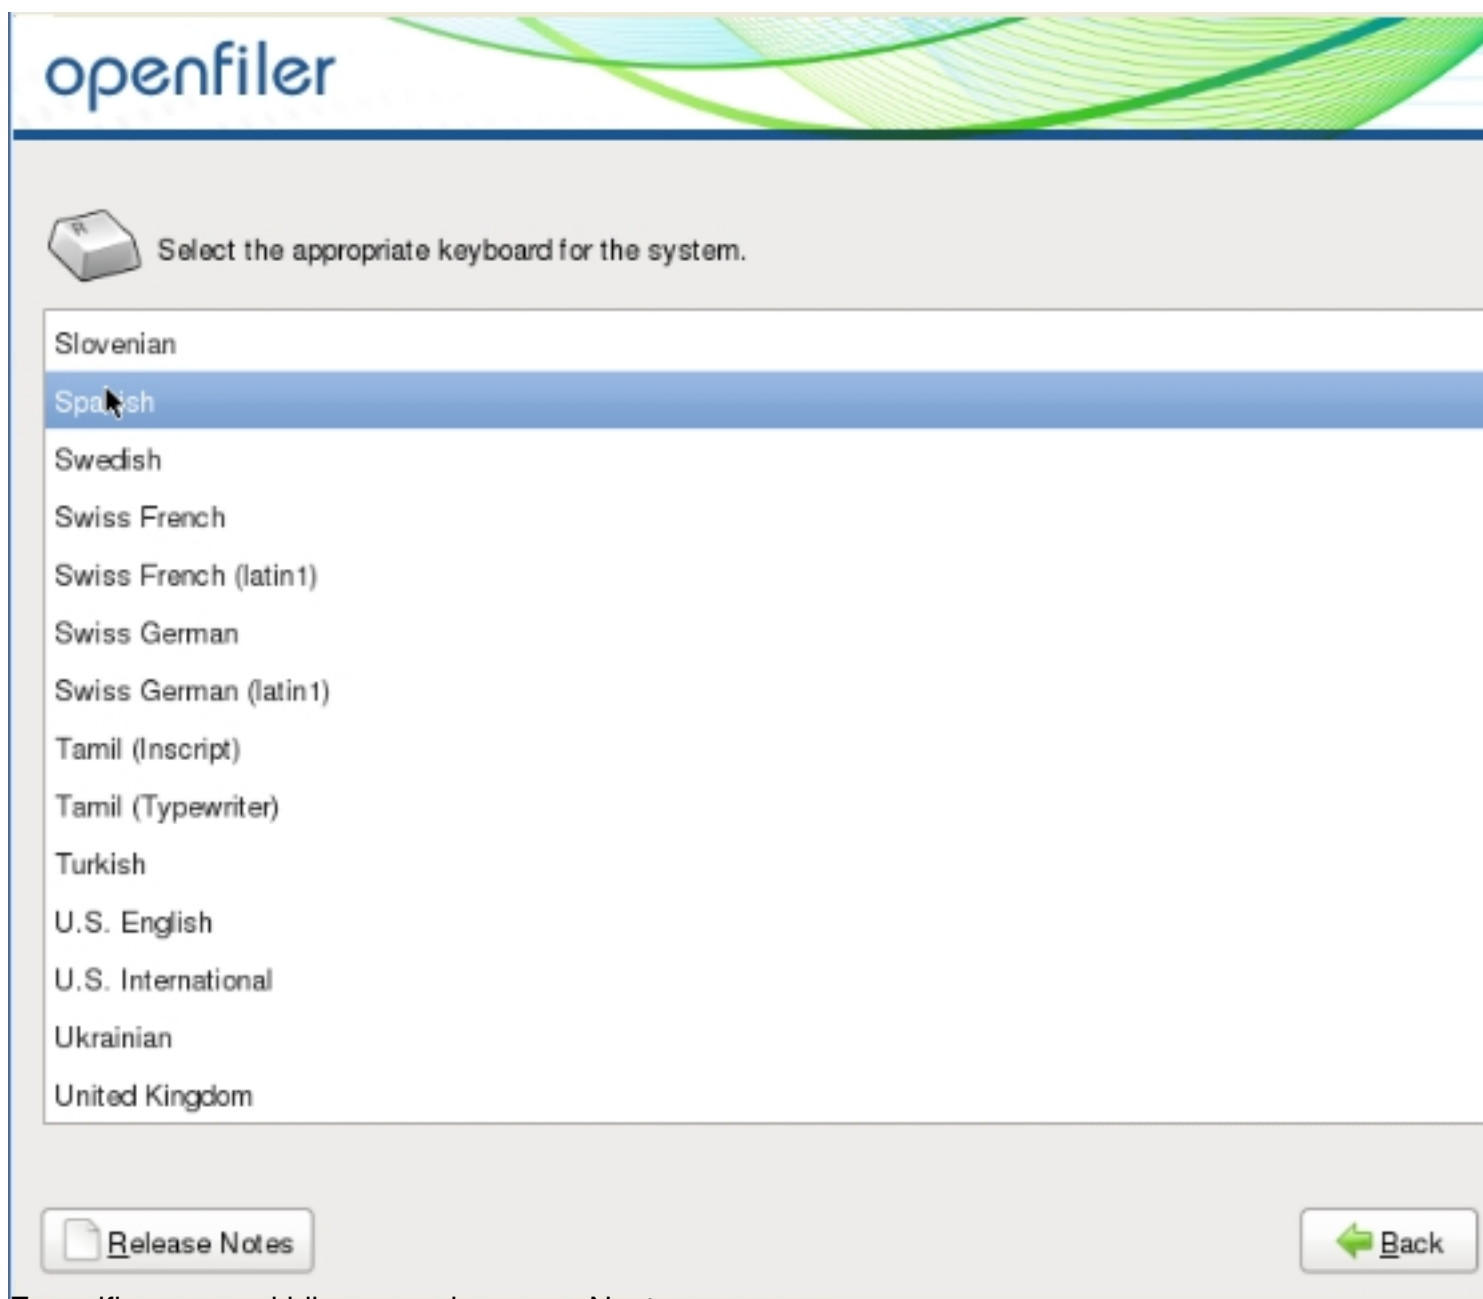 openfiler
R
Select the appropriate keyboard for the system.
Slovenian
Spanish
Swedish
Swiss French
Swiss French (latin1)
Swiss German
Swiss German (latin1)
Tamil (Inscript)
Tamil (Typewriter)
Turkish
U.S. English
U.S. International
Ukrainian
United Kingdom
Release Notes
Back